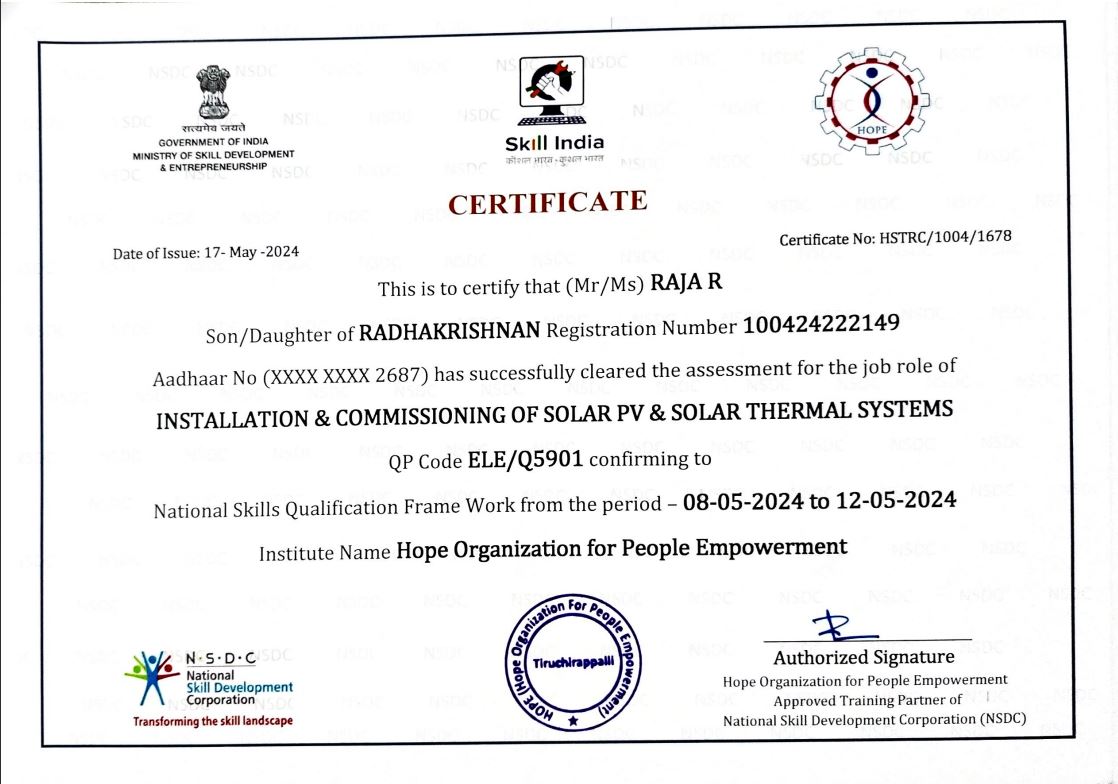 सत्यमेव जयते
GOVERNMENT OF INDIA
MINISTRY OF SKILL DEVELOPMENT
& ENTREPRENEURSHIP
Skill India
कौशल भारत - कुशल भारत
HOPE
CERTIFICATE
Date of Issue: 17- May -2024
Certificate No: HSTRC/1004/1678
This is to certify that (Mr/Ms) RAJA R
Son/Daughter of RADHAKRISHNAN Registration Number 100424222149
Aadhaar No (XXXX XXXX 2687) has successfully cleared the assessment for the job role of
INSTALLATION & COMMISSIONING OF SOLAR PV & SOLAR THERMAL SYSTEMS
QP Code ELE/Q5901 confirming to
National Skills Qualification Frame Work from the period – 08-05-2024 to 12-05-2024
Institute Name Hope Organization for People Empowerment
N·S·D·C
National
Skill Development
Corporation
Transforming the skill landscape
HOPE (Hope Organization For People Empowerment)
Tiruchirappalli
Authorized Signature
Hope Organization for People Empowerment
Approved Training Partner of
National Skill Development Corporation (NSDC)